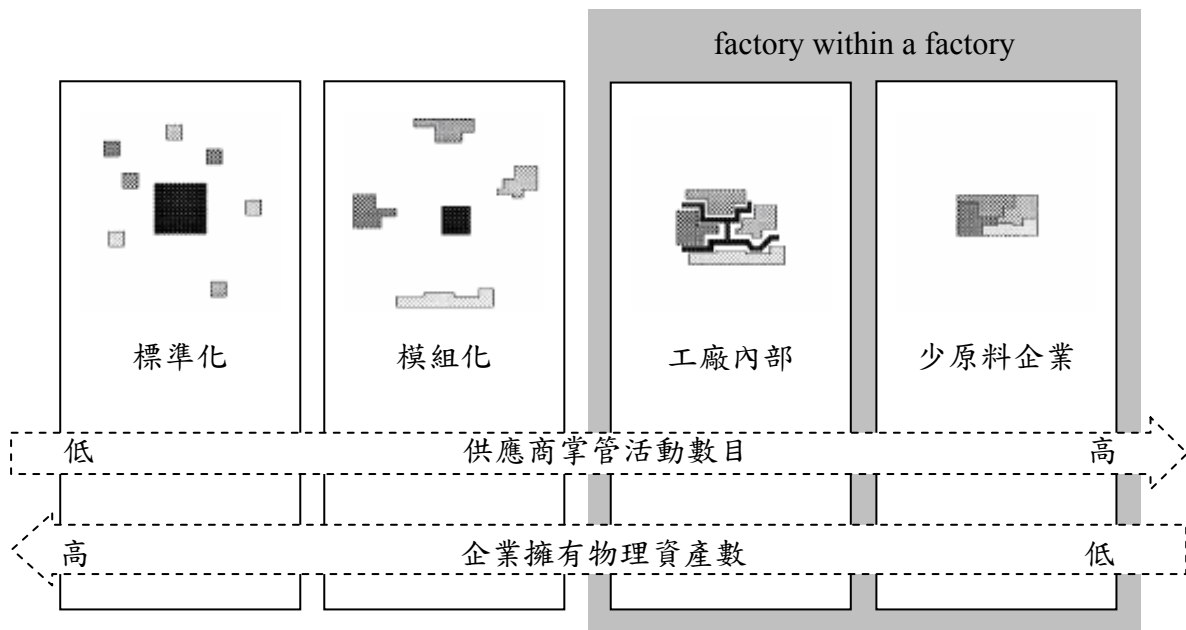 factory within a factory
標準化
模組化
工廠內部
少原料企業
低 供應商掌管活動數目 高
高 企業擁有物理資產數 低